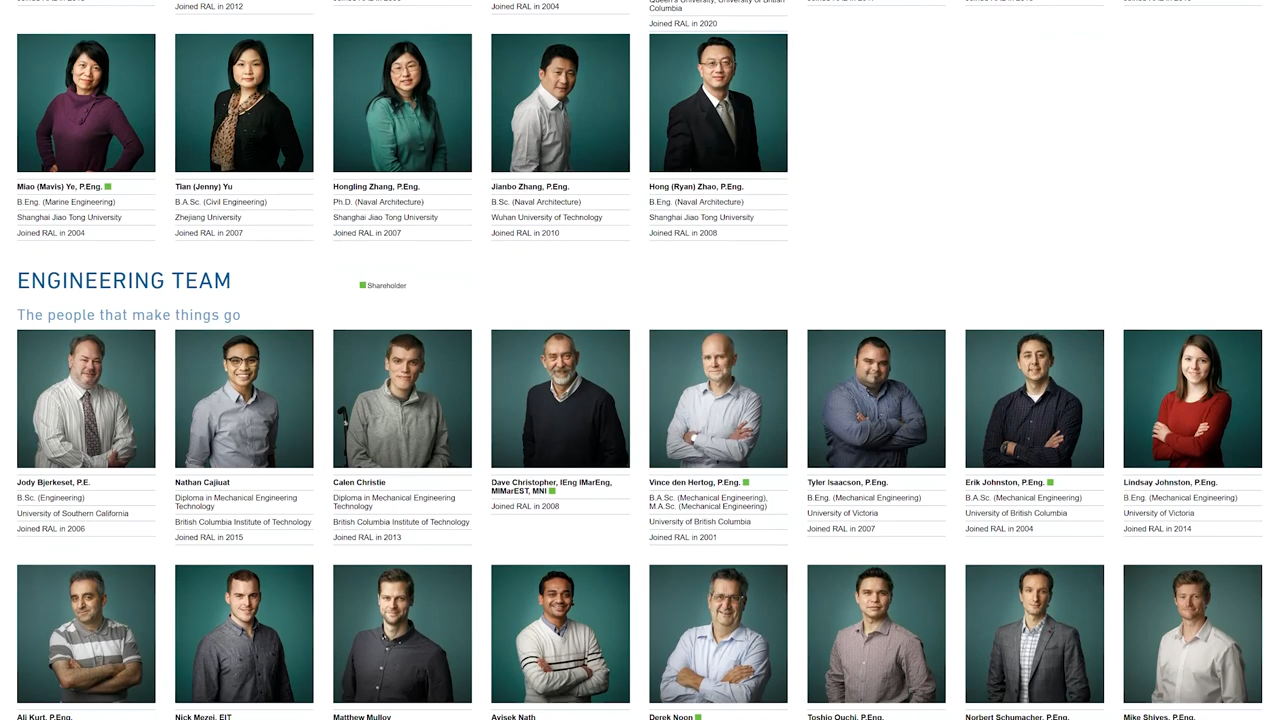 Joined RAL in 2012
Joined RAL in 2004
Queen's University, University of British
Columbia
Joined RAL in 2020
Miao (Mavis) Ye, P.Eng.
B.Eng. (Marine Engineering)
Shanghai Jiao Tong University
Joined RAL in 2004
Tian (Jenny) Yu
B.A.Sc. (Civil Engineering)
Zhejiang University
Joined RAL in 2007
Hongling Zhang, P.Eng.
Ph.D. (Naval Architecture)
Shanghai Jiao Tong University
Joined RAL in 2007
Jianbo Zhang, P.Eng.
B.Sc. (Naval Architecture)
Wuhan University of Technology
Joined RAL in 2010
Hong (Ryan) Zhao, P.Eng.
B.Eng. (Naval Architecture)
Shanghai Jiao Tong University
Joined RAL in 2008
ENGINEERING TEAM
Shareholder
The people that make things go
Jody Bjerkeset, P.E.
B.Sc. (Engineering)
University of Southern California
Joined RAL in 2006
Nathan Cajiuat
Diploma in Mechanical Engineering
Technology
British Columbia Institute of Technology
Joined RAL in 2015
Calen Christie
Diploma in Mechanical Engineering
Technology
British Columbia Institute of Technology
Joined RAL in 2013
Dave Christopher, IEng IMarEng,
MIMarEST, MNI
Joined RAL in 2008
Vince den Hertog, P.Eng.
B.A.Sc. (Mechanical Engineering),
M.A.Sc. (Mechanical Engineering)
University of British Columbia
Joined RAL in 2001
Tyler Isaacson, P.Eng.
B.Eng. (Mechanical Engineering)
University of Victoria
Joined RAL in 2007
Erik Johnston, P.Eng.
B.A.Sc. (Mechanical Engineering)
University of British Columbia
Joined RAL in 2004
Lindsay Johnston, P.Eng.
B.Eng. (Mechanical Engineering)
University of Victoria
Joined RAL in 2014
Ali Kurt, P.Eng.
Nick Mezei, EIT
Matthew Mulloy
Avisek Nath
Derek Noon
Toshio Ouchi, P.Eng.
Norbert Schumacher, P.Eng.
Mike Shives, P.Eng.